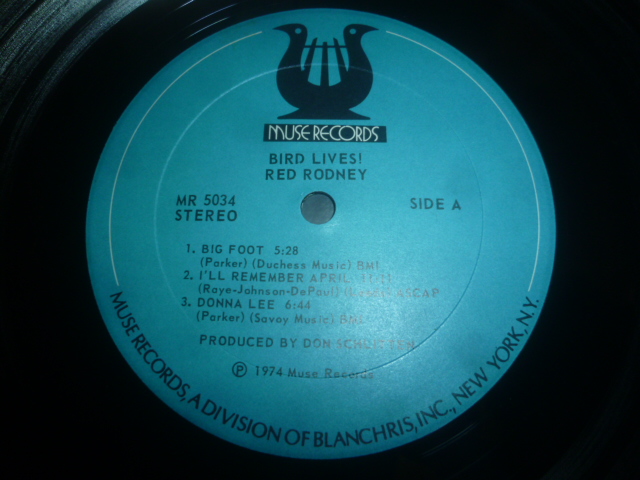 MUSE RECORDS
BIRD LIVES!
RED RODNEY
MR 5034
STEREO
SIDE A
1. BIG FOOT 5:28
(Parker) (Duchess Music) BMI
2. I'LL REMEMBER APRIL
(Raye-Johnson-DePaul) ASCAP
3. DONNA LEE 6:44
(Parker) (Savoy Music) BMI
PRODUCED BY DON
Ⓟ 1974 Muse Records
MUSE RECORDS, A DIVISION OF BLANCHRIS, INC., NEW YORK, N.Y.